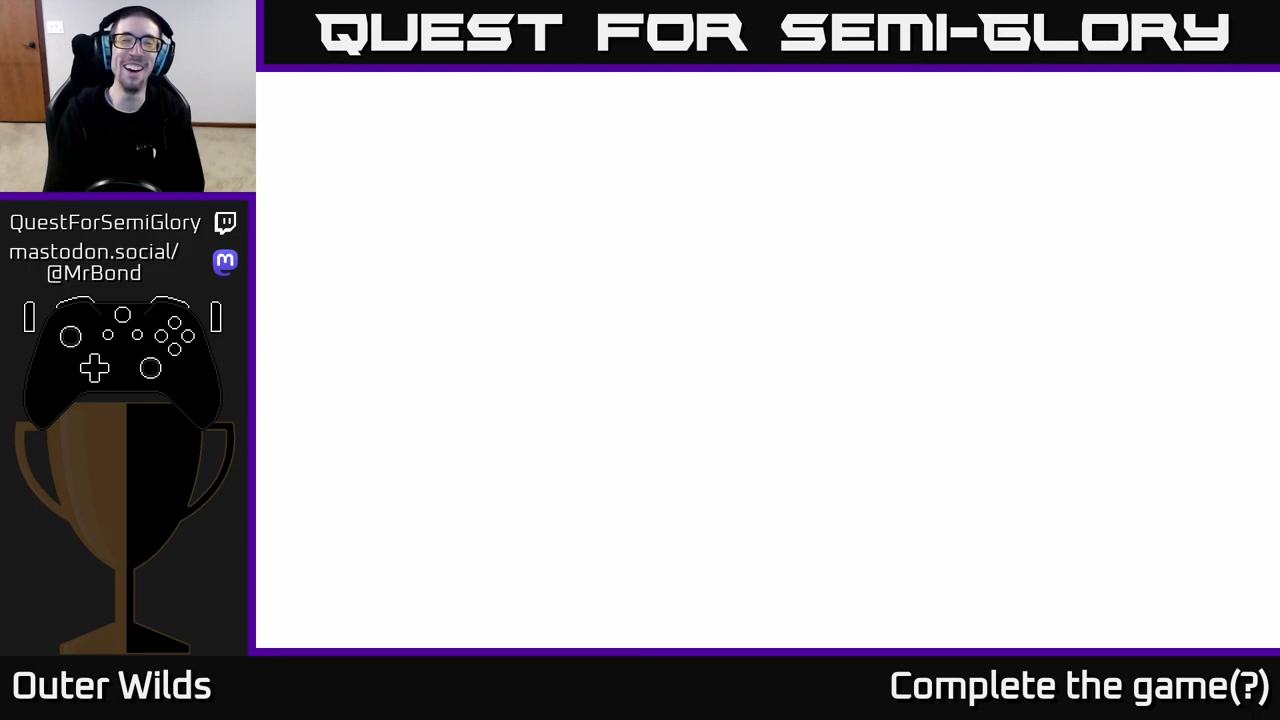 QUEST FOR SEMI-GLORY
QuestForSemiGlory
mastodon.social/
@MrBond
Outer Wilds
Complete the game(?)